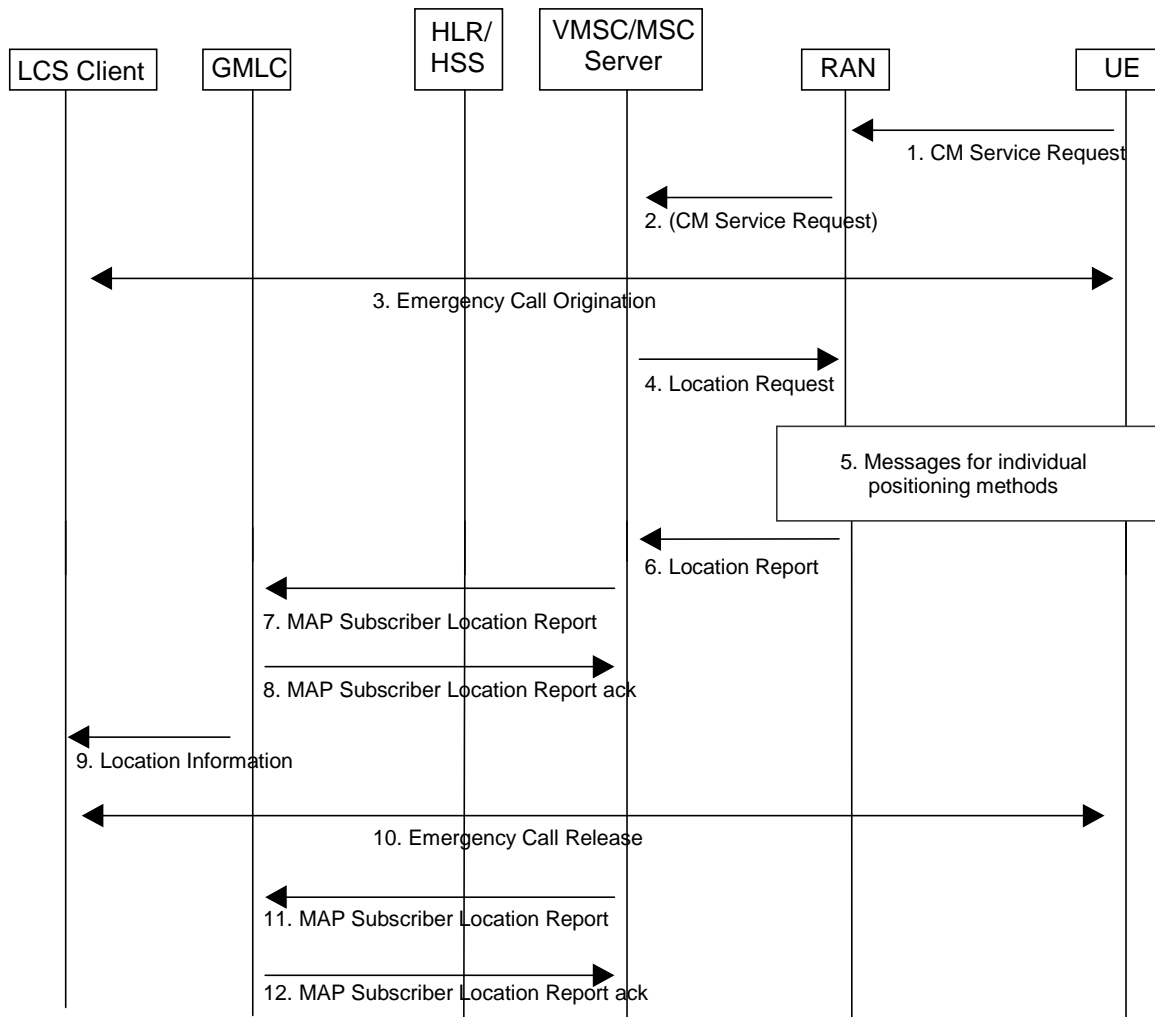 LCS Client
GMLC
HLR/
HSS
VMSC/MSC
Server
RAN
UE
1. CM Service Request
2. (CM Service Request)
3. Emergency Call Origination
4. Location Request
5. Messages for individual
positioning methods
6. Location Report
7. MAP Subscriber Location Report
8. MAP Subscriber Location Report ack
9. Location Information
10. Emergency Call Release
11. MAP Subscriber Location Report
12. MAP Subscriber Location Report ack